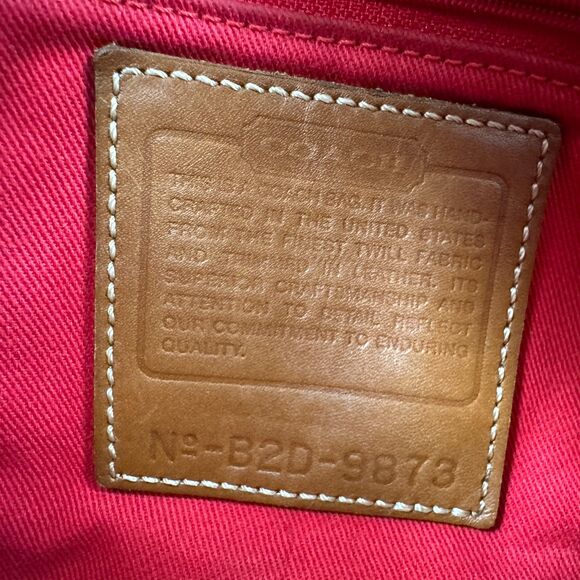 COACH
THIS IS A COACH BAG. IT WAS HAND-
CRAFTED IN THE UNITED STATES
FROM THE FINEST TWILL FABRIC
AND TRIMMED IN LEATHER. ITS
SUPERIOR CRAFTSMANSHIP AND
ATTENTION TO DETAIL REFLECT
OUR COMMITMENT TO ENDURING
QUALITY.
Nº-B2D-9873